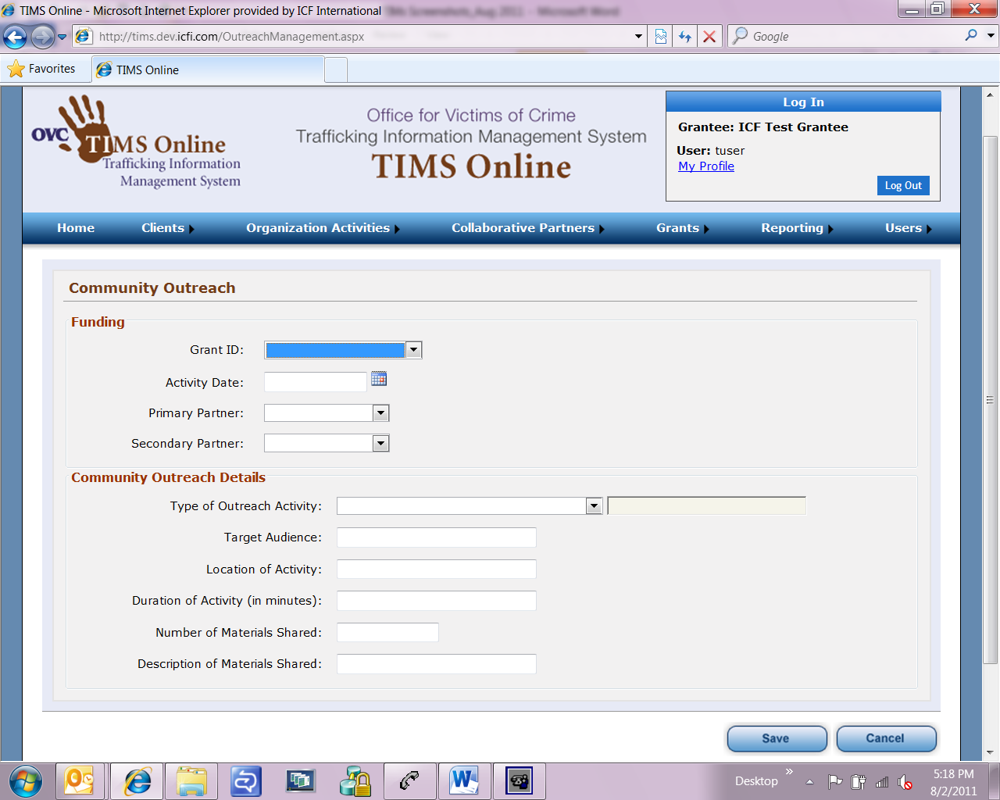 TIMS Online - Microsoft Internet Explorer provided by ICF International
TIMs Screenshots_Aug 2011 - Microsoft Word
http://tims.dev.icfi.com/OutreachManagement.aspx
Google
Favorites
TIMS Online
OVC TIMS Online
Trafficking Information
Management System
Office for Victims of Crime
Trafficking Information Management System
TIMS Online
Log In
Grantee: ICF Test Grantee
User: tuser
My Profile
Log Out
Home Clients Organization Activities Collaborative Partners Grants Reporting Users
Community Outreach
Funding
Grant ID:
Activity Date:
Primary Partner:
Secondary Partner:
Community Outreach Details
Type of Outreach Activity:
Target Audience:
Location of Activity:
Duration of Activity (in minutes):
Number of Materials Shared:
Description of Materials Shared:
Save Cancel
Desktop »
5:18 PM
8/2/2011